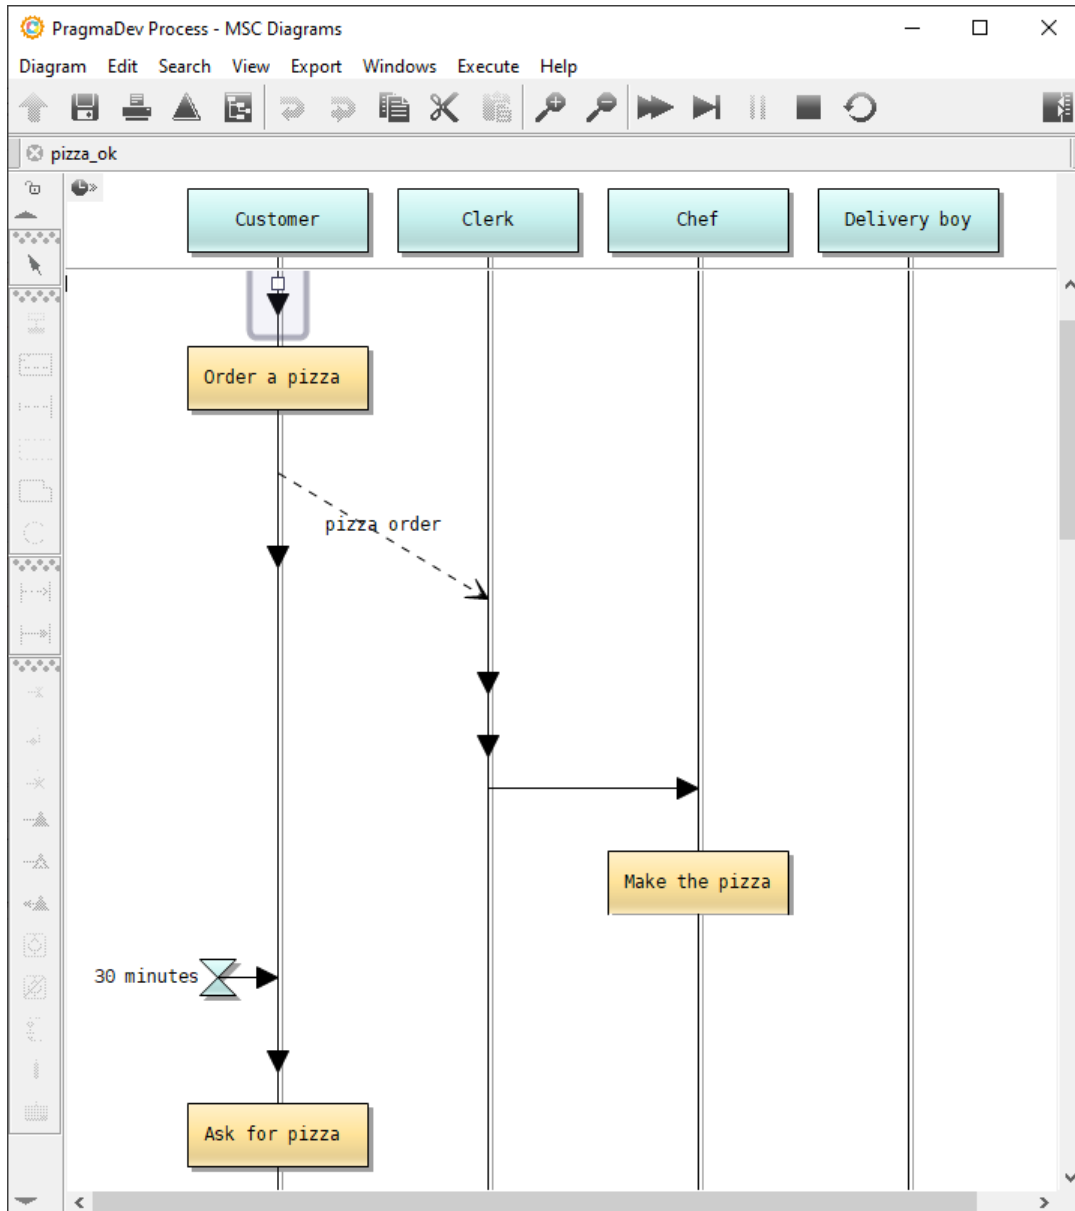 PragmaDev Process - MSC Diagrams
Diagram Edit Search View Export Windows Execute Help
pizza_ok
Customer Clerk Chef Delivery boy
Order a pizza
pizza order
Make the pizza
30 minutes
Ask for pizza